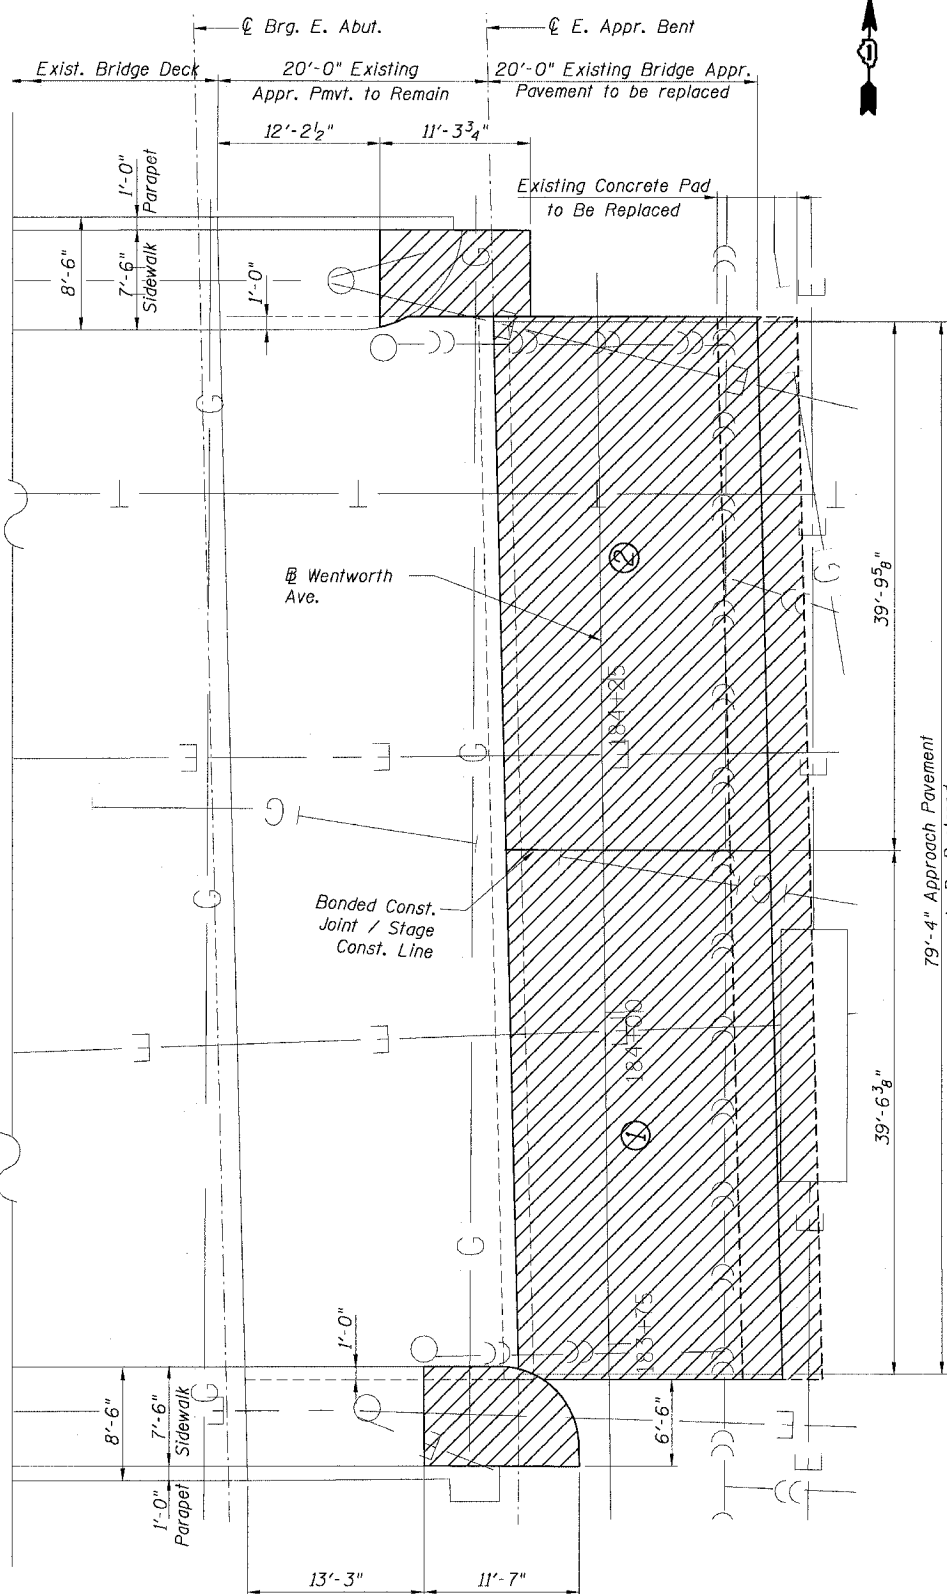 ℄ Brg. E. Abut.
℄ E. Appr. Bent
Exist. Bridge Deck
20'-0" Existing
Appr. Pmvt. to Remain
20'-0" Existing Bridge Appr.
Pavement to be replaced
12'-2½"
11'-3¾"
1'-0"
Parapet
Existing Concrete Pad
to Be Replaced
8'-6"
7'-6"
Sidewalk
1'-0"
G
G
E
T
T
T
T
E
2
39'-9⅝"
₧ Wentworth
Ave.
184+25
E
E
E
G
E
G
79'-4" Approach Pavement
Bonded Const.
Joint / Stage
Const. Line
G
E
E
184+00
39'-6⅜"
1
G
E
183+75
1'-0"
8'-6"
7'-6"
Sidewalk
G
E
6'-6"
E
E
1'-0"
Parapet
13'-3"
11'-7"